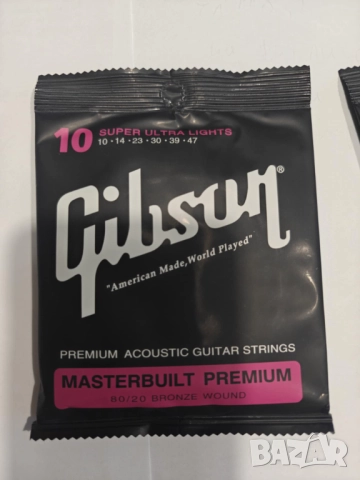 10 SUPER ULTRA LIGHTS
10•14•23•30•39•47
Gibson®
"American Made, World Played"
PREMIUM ACOUSTIC GUITAR STRINGS
MASTERBUILT PREMIUM
80/20 BRONZE WOUND
BAZAR